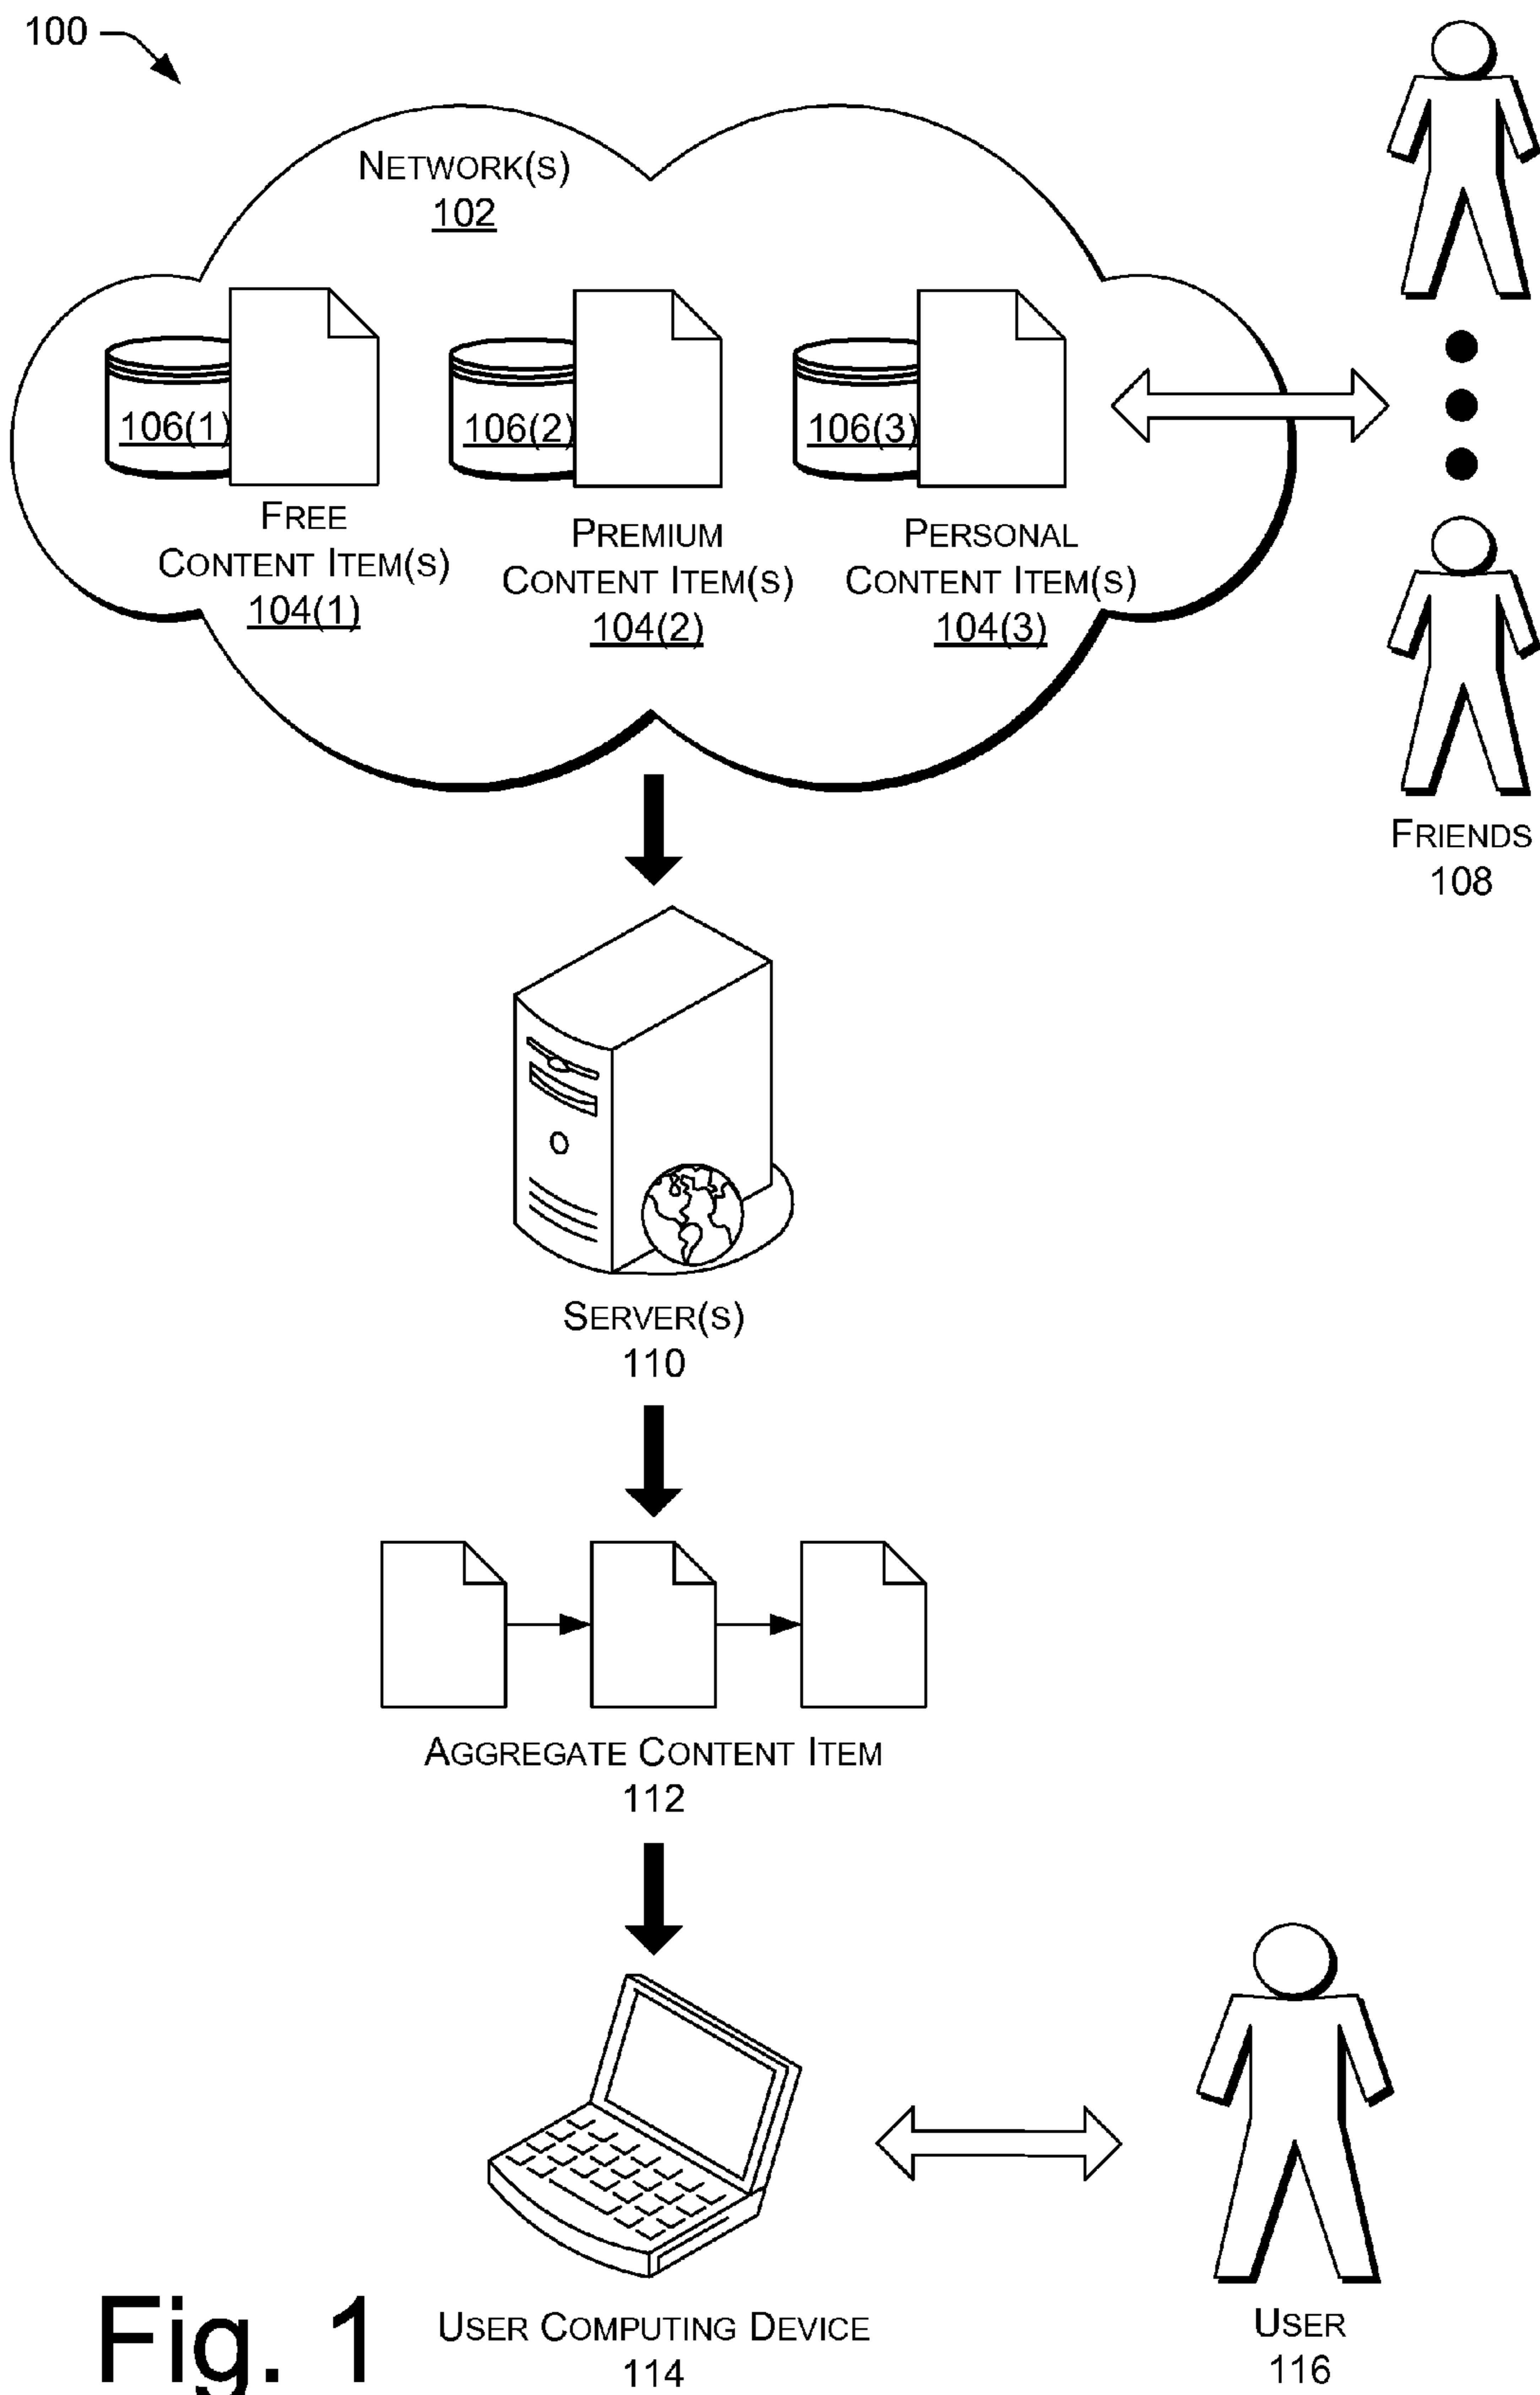 100
NETWORK(S)
102
106(1)
106(2)
106(3)
FREE
CONTENT ITEM(S)
104(1)
PREMIUM
CONTENT ITEM(S)
104(2)
PERSONAL
CONTENT ITEM(S)
104(3)
FRIENDS
108
SERVER(S)
110
AGGREGATE CONTENT ITEM
112
USER COMPUTING DEVICE
114
USER
116
Fig. 1